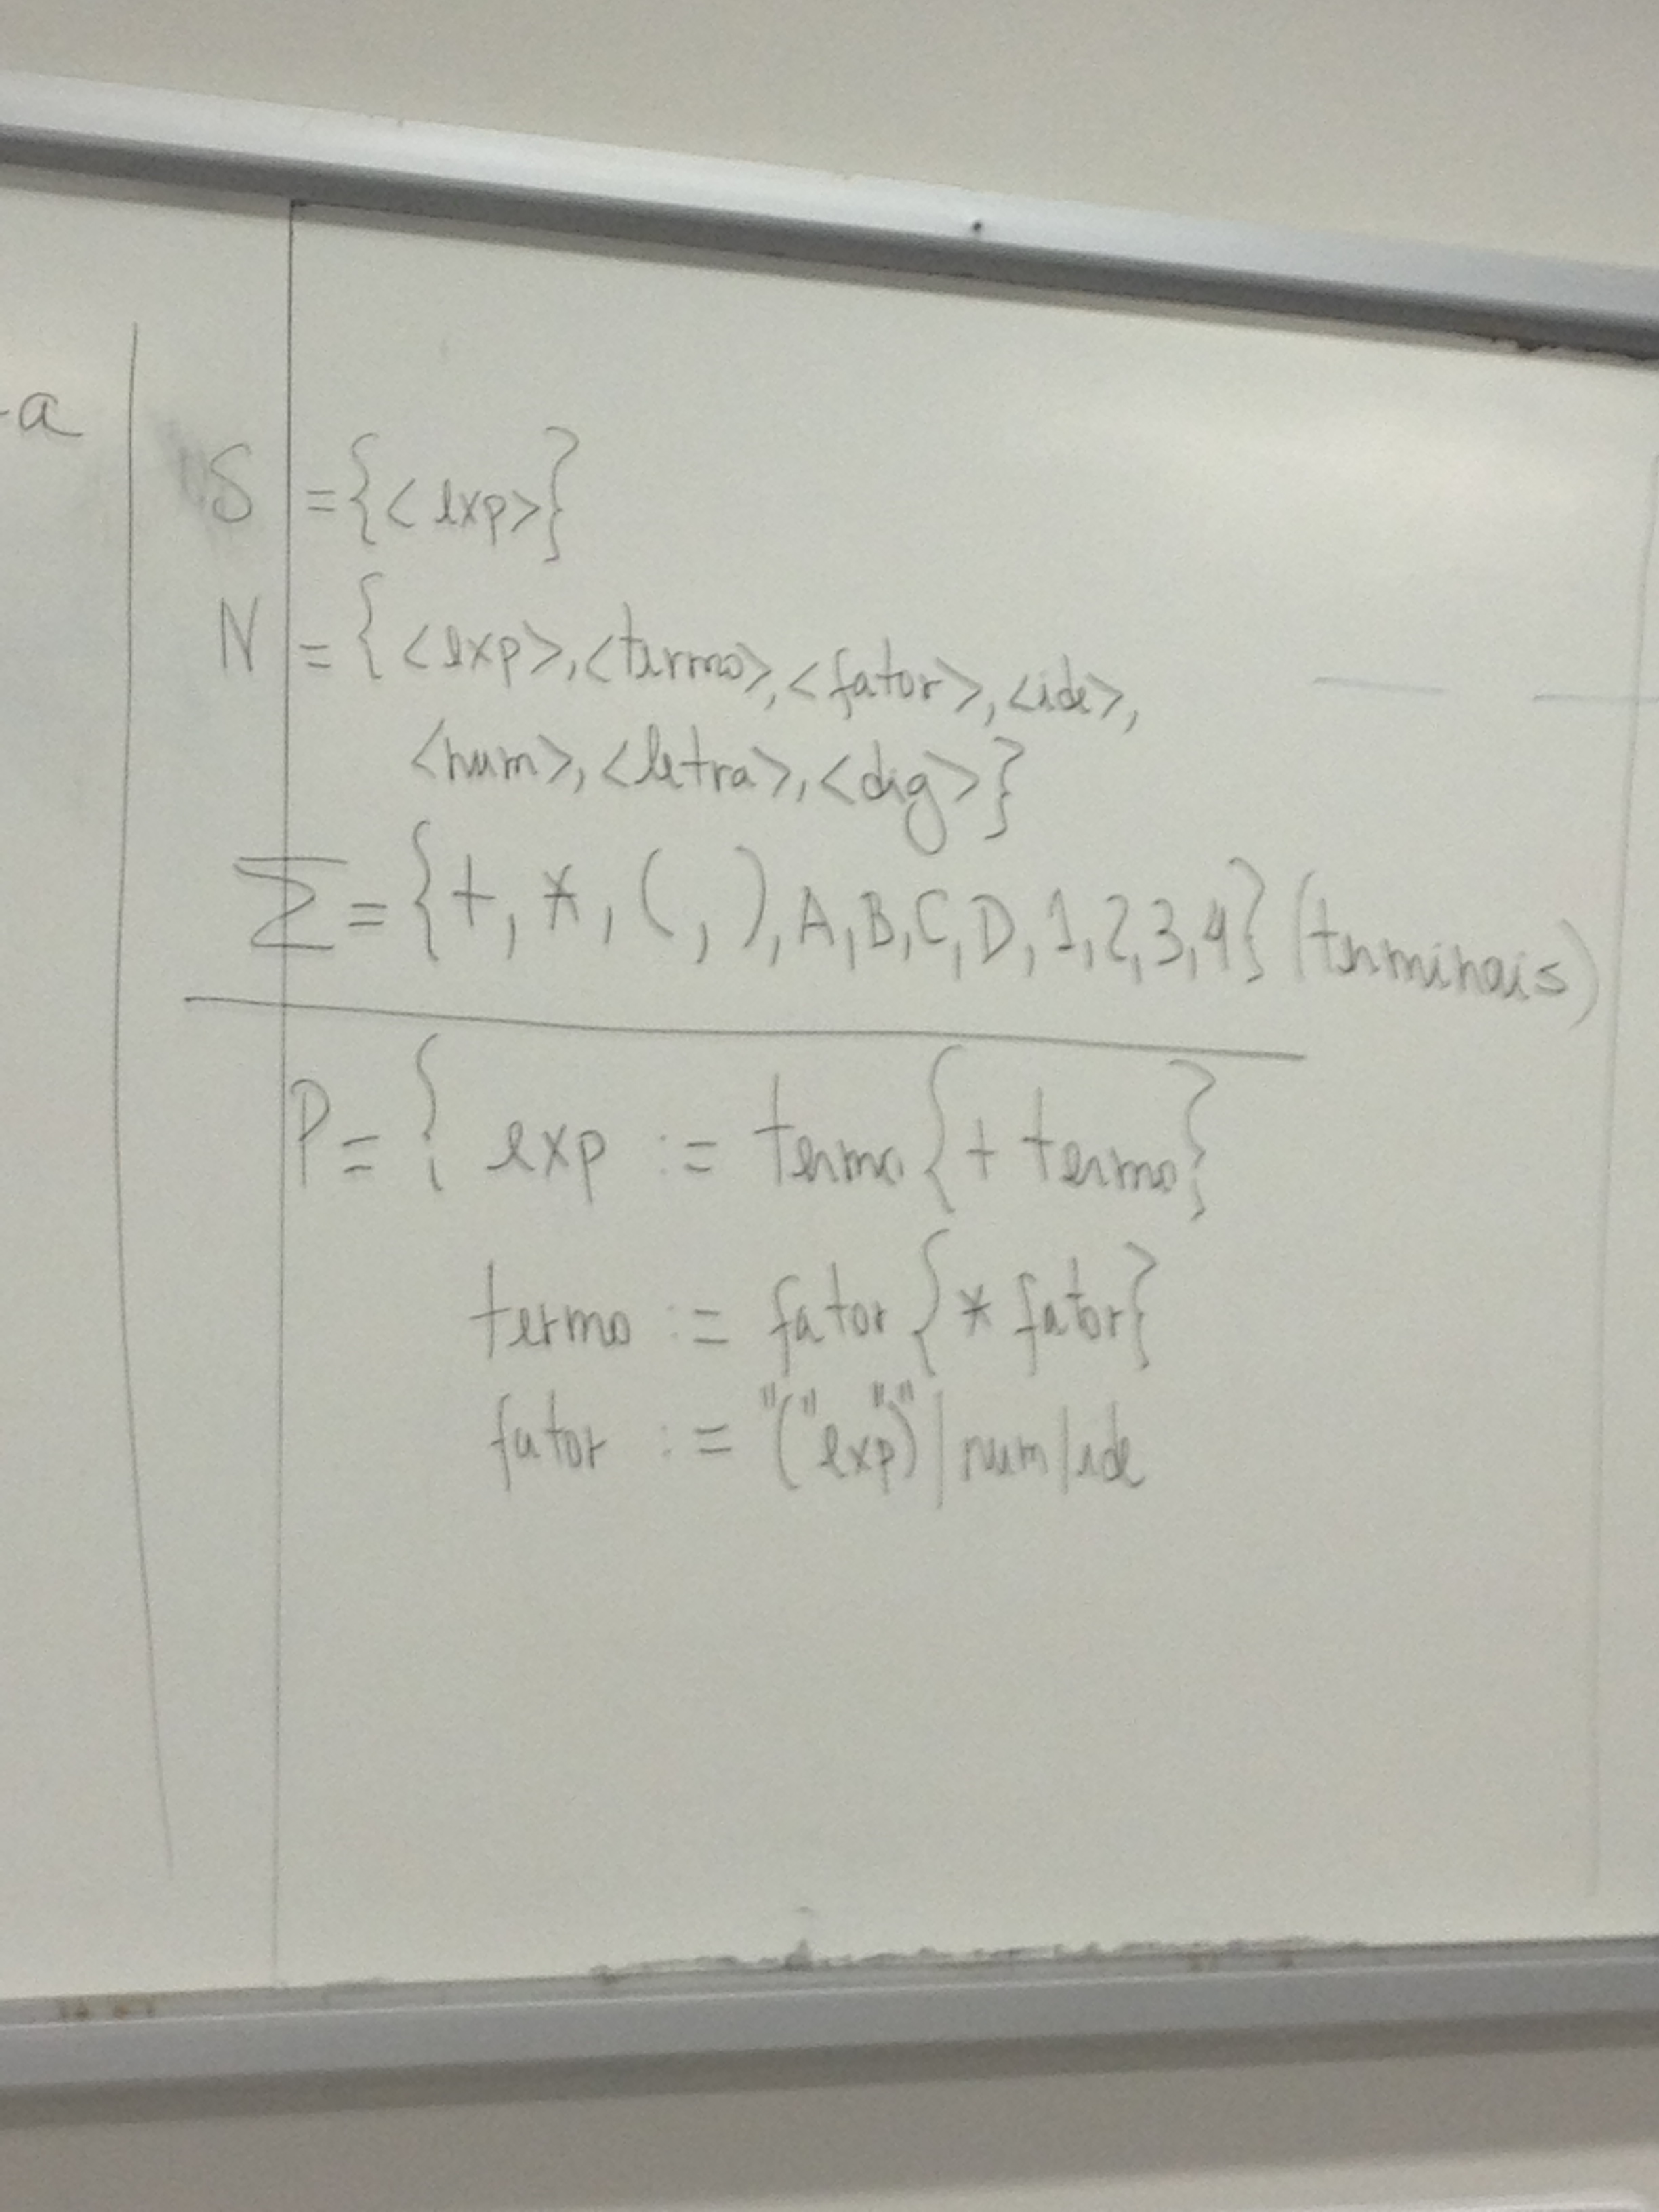 -a
S = {<exp>}
N = {<exp>,<termo>,<fator>,<ide>,
<num>,<letra>,<dig>}
Σ = {+, *, (, ), A, B, C, D, 1, 2, 3, 4} (terminais)
P = { exp := termo {+ termo}
termo := fator {* fator}
fator := "(" exp ")" | num | ide